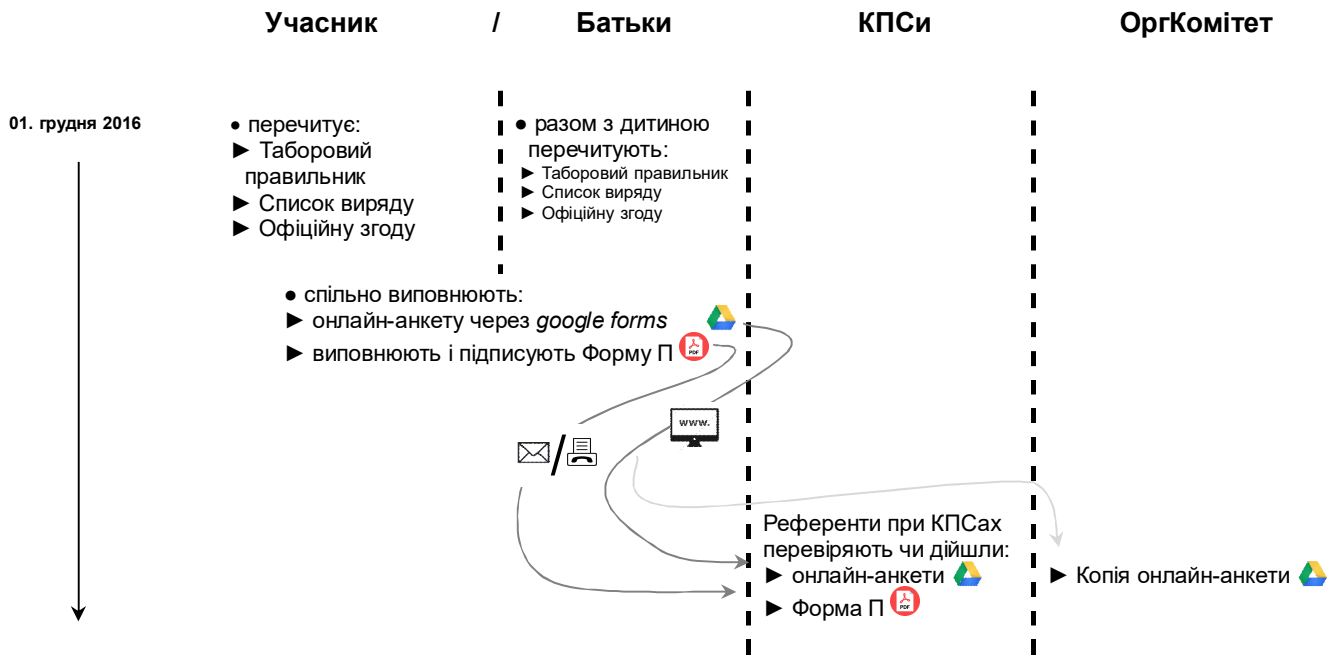 Учасник / Батьки КПСи ОргКомітет
01. грудня 2016
● перечитує:
► Таборовий
правильник
► Список виряду
► Офіційну згоду
● разом з дитиною
перечитують:
► Таборовий правильник
► Список виряду
► Офіційну згоду
● спільно виповнюють:
► онлайн-анкету через google forms
► виповнюють і підписують Форму П
PDF
www.
/
Референти при КПСах
перевіряють чи дійшли:
► онлайн-анкети
► Форма П
PDF
► Копія онлайн-анкети